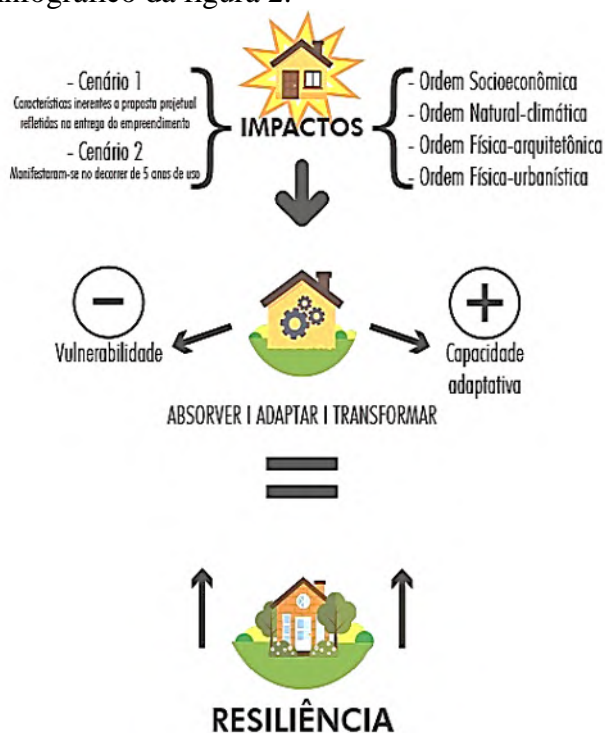 infográfico da figura 2.
- Cenário 1
Características inerentes a proposta projetual
refletidas na entrega do empreendimento
- Cenário 2
Manifestaram-se no decorrer de 5 anos de uso
IMPACTOS
- Ordem Socioeconômica
- Ordem Natural-climática
- Ordem Física-arquitetônica
- Ordem Física-urbanística
Vulnerabilidade
Capacidade
adaptativa
ABSORVER I ADAPTAR I TRANSFORMAR
RESILIÊNCIA